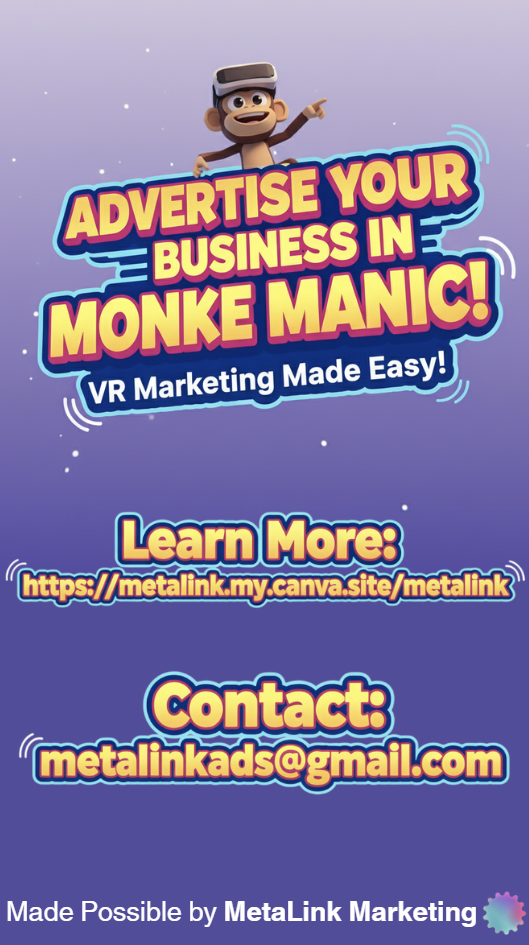 ADVERTISE YOUR
BUSINESS IN
MONKE MANIC!
VR Marketing Made Easy!
Learn More:
https://metalink.my.canva.site/metalink
Contact:
metalinkads@gmail.com
Made Possible by MetaLink Marketing